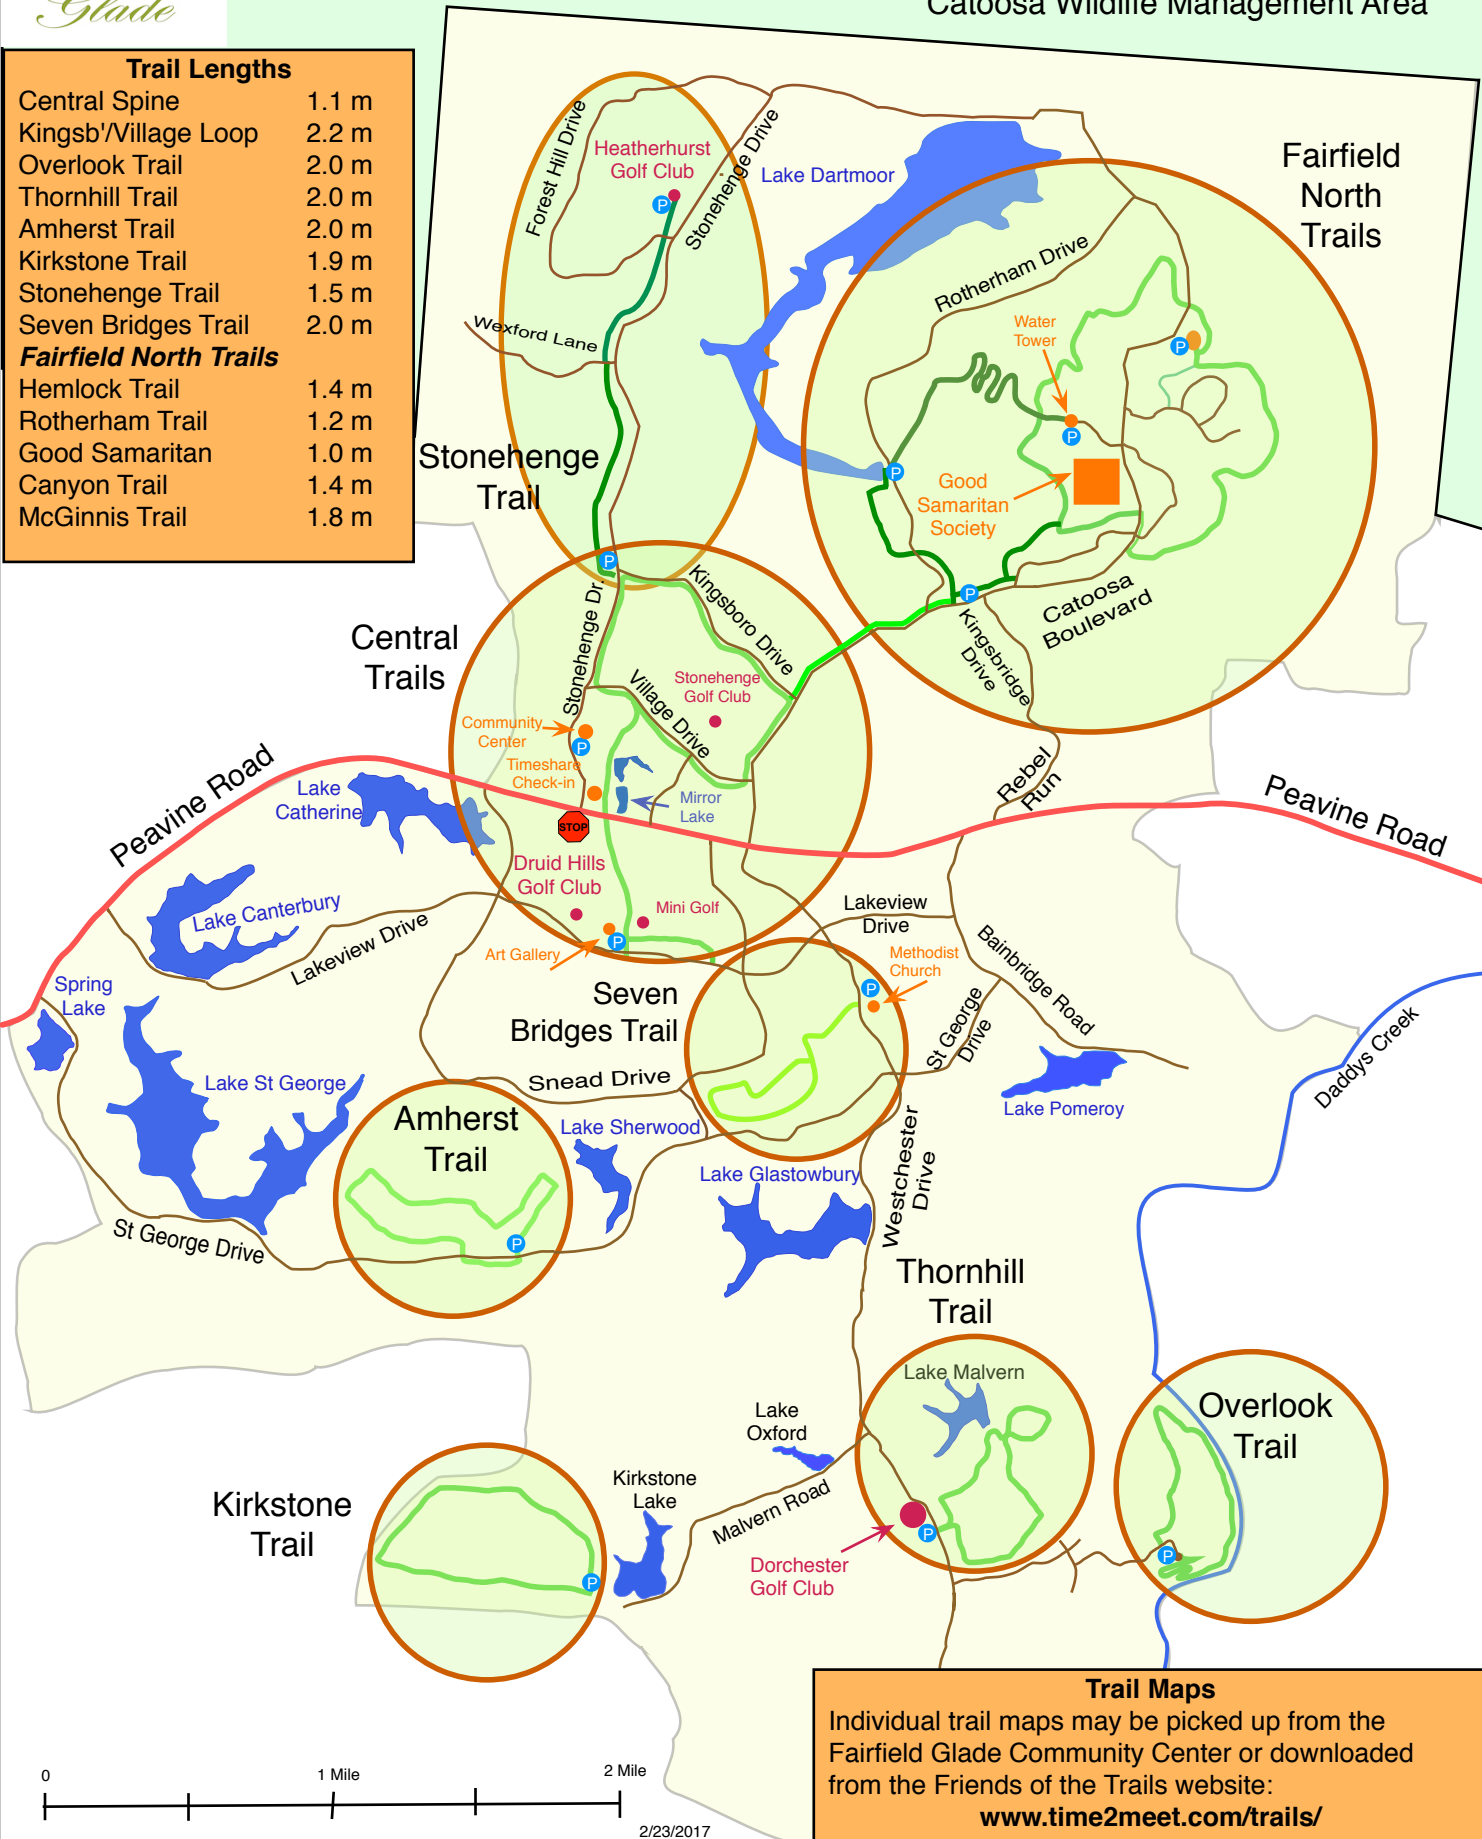 Glade
Catoosa Wildlife Management Area
Trail Lengths
Central Spine 1.1 m
Kingsb'/Village Loop 2.2 m
Overlook Trail 2.0 m
Thornhill Trail 2.0 m
Amherst Trail 2.0 m
Kirkstone Trail 1.9 m
Stonehenge Trail 1.5 m
Seven Bridges Trail 2.0 m
Fairfield North Trails
Hemlock Trail 1.4 m
Rotherham Trail 1.2 m
Good Samaritan 1.0 m
Canyon Trail 1.4 m
McGinnis Trail 1.8 m
Forest Hill Drive
Heatherhurst
Golf Club
P
Stonehenge Drive
Lake Dartmoor
Fairfield
North
Trails
Rotherham Drive
Water
Tower
P
P
Wexford Lane
Stonehenge
Trail
P
Good
Samaritan
Society
P
P
Catoosa
Boulevard
Kingsbridge
Drive
Central
Trails
Stonehenge Dr.
Kingsboro Drive
Stonehenge
Golf Club
Village Drive
Community
Center
P
Timeshare
Check-in
Mirror
Lake
STOP
Rebel
Run
Peavine Road
Peavine Road
Lake
Catherine
Druid Hills
Golf Club
Mini Golf
Art Gallery
P
Lake Canterbury
Lakeview Drive
Lakeview
Drive
Methodist
Church
P
Bainbridge Road
St George
Drive
Spring
Lake
Seven
Bridges Trail
Snead Drive
Daddys Creek
Lake St George
Lake Pomeroy
Amherst
Trail
P
Lake Sherwood
Lake Glastowbury
Westchester
Drive
St George Drive
Thornhill
Trail
Lake Malvern
Overlook
Trail
P
Lake
Oxford
Kirkstone
Lake
Malvern Road
P
Dorchester
Golf Club
Kirkstone
Trail
P
Trail Maps
Individual trail maps may be picked up from the
Fairfield Glade Community Center or downloaded
from the Friends of the Trails website:
www.time2meet.com/trails/
0 1 Mile 2 Mile
2/23/2017